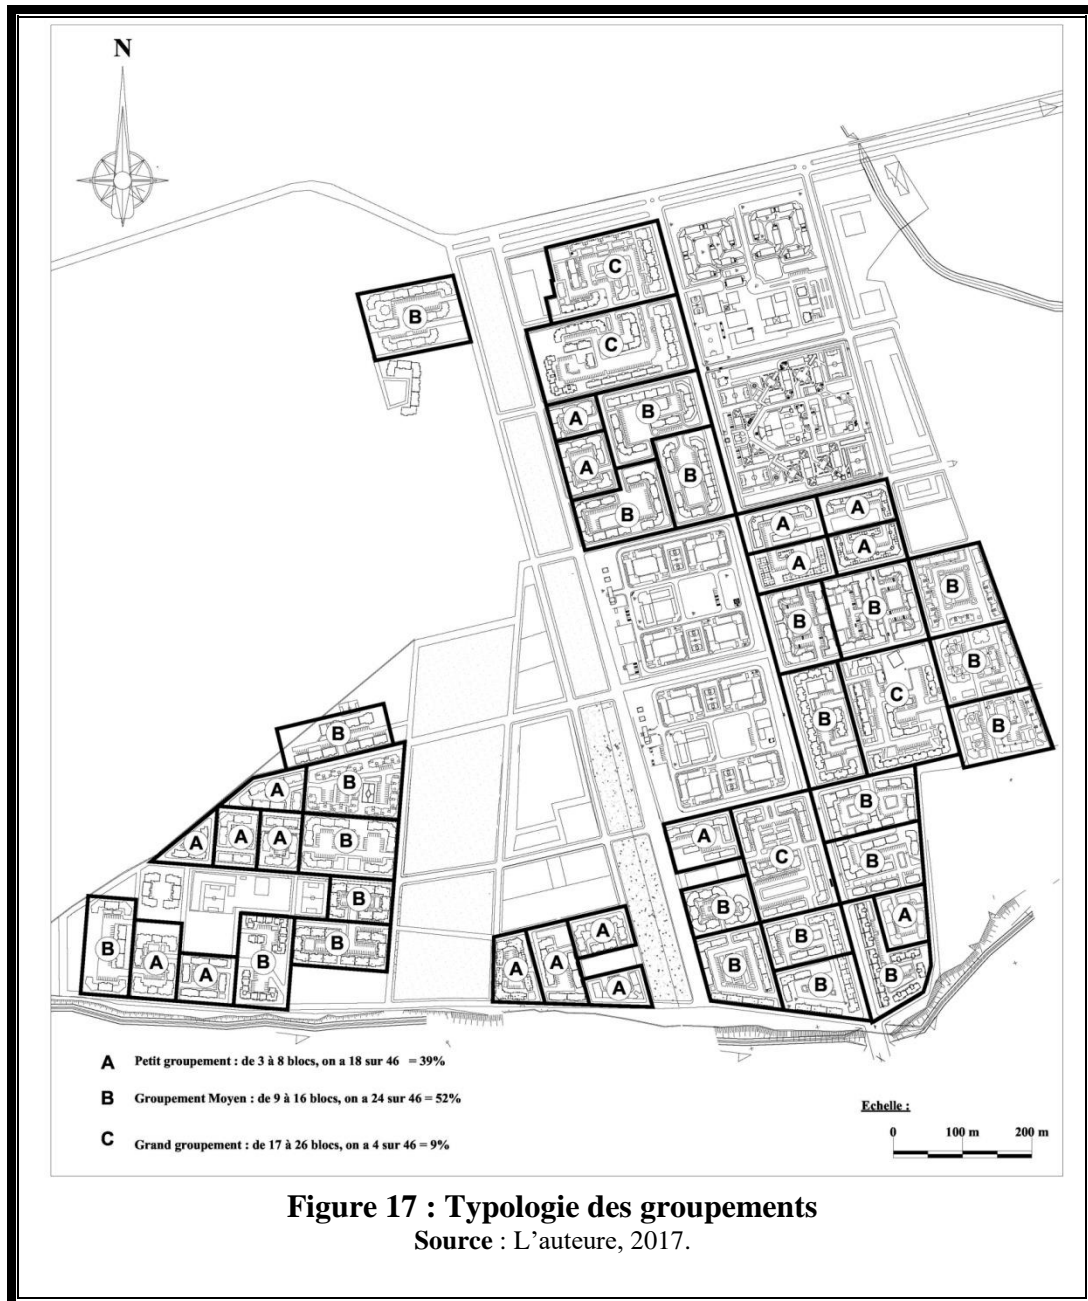 N
C
B
C
B
A
A
B
A
B
A
A
A
B
B
B
B
C
B
B
B
B
B
A
A
A
A
B
A
C
B
B
B
A
A
B
B
B
A
B
A
B
A
A
B
B
A
A Petit groupement : de 3 à 8 blocs, on a 18 sur 46 = 39%
B Groupement Moyen : de 9 à 16 blocs, on a 24 sur 46 = 52%
C Grand groupement : de 17 à 26 blocs, on a 4 sur 46 = 9%
Echelle :
0 100 m 200 m
Figure 17 : Typologie des groupements
Source : L’auteure, 2017.